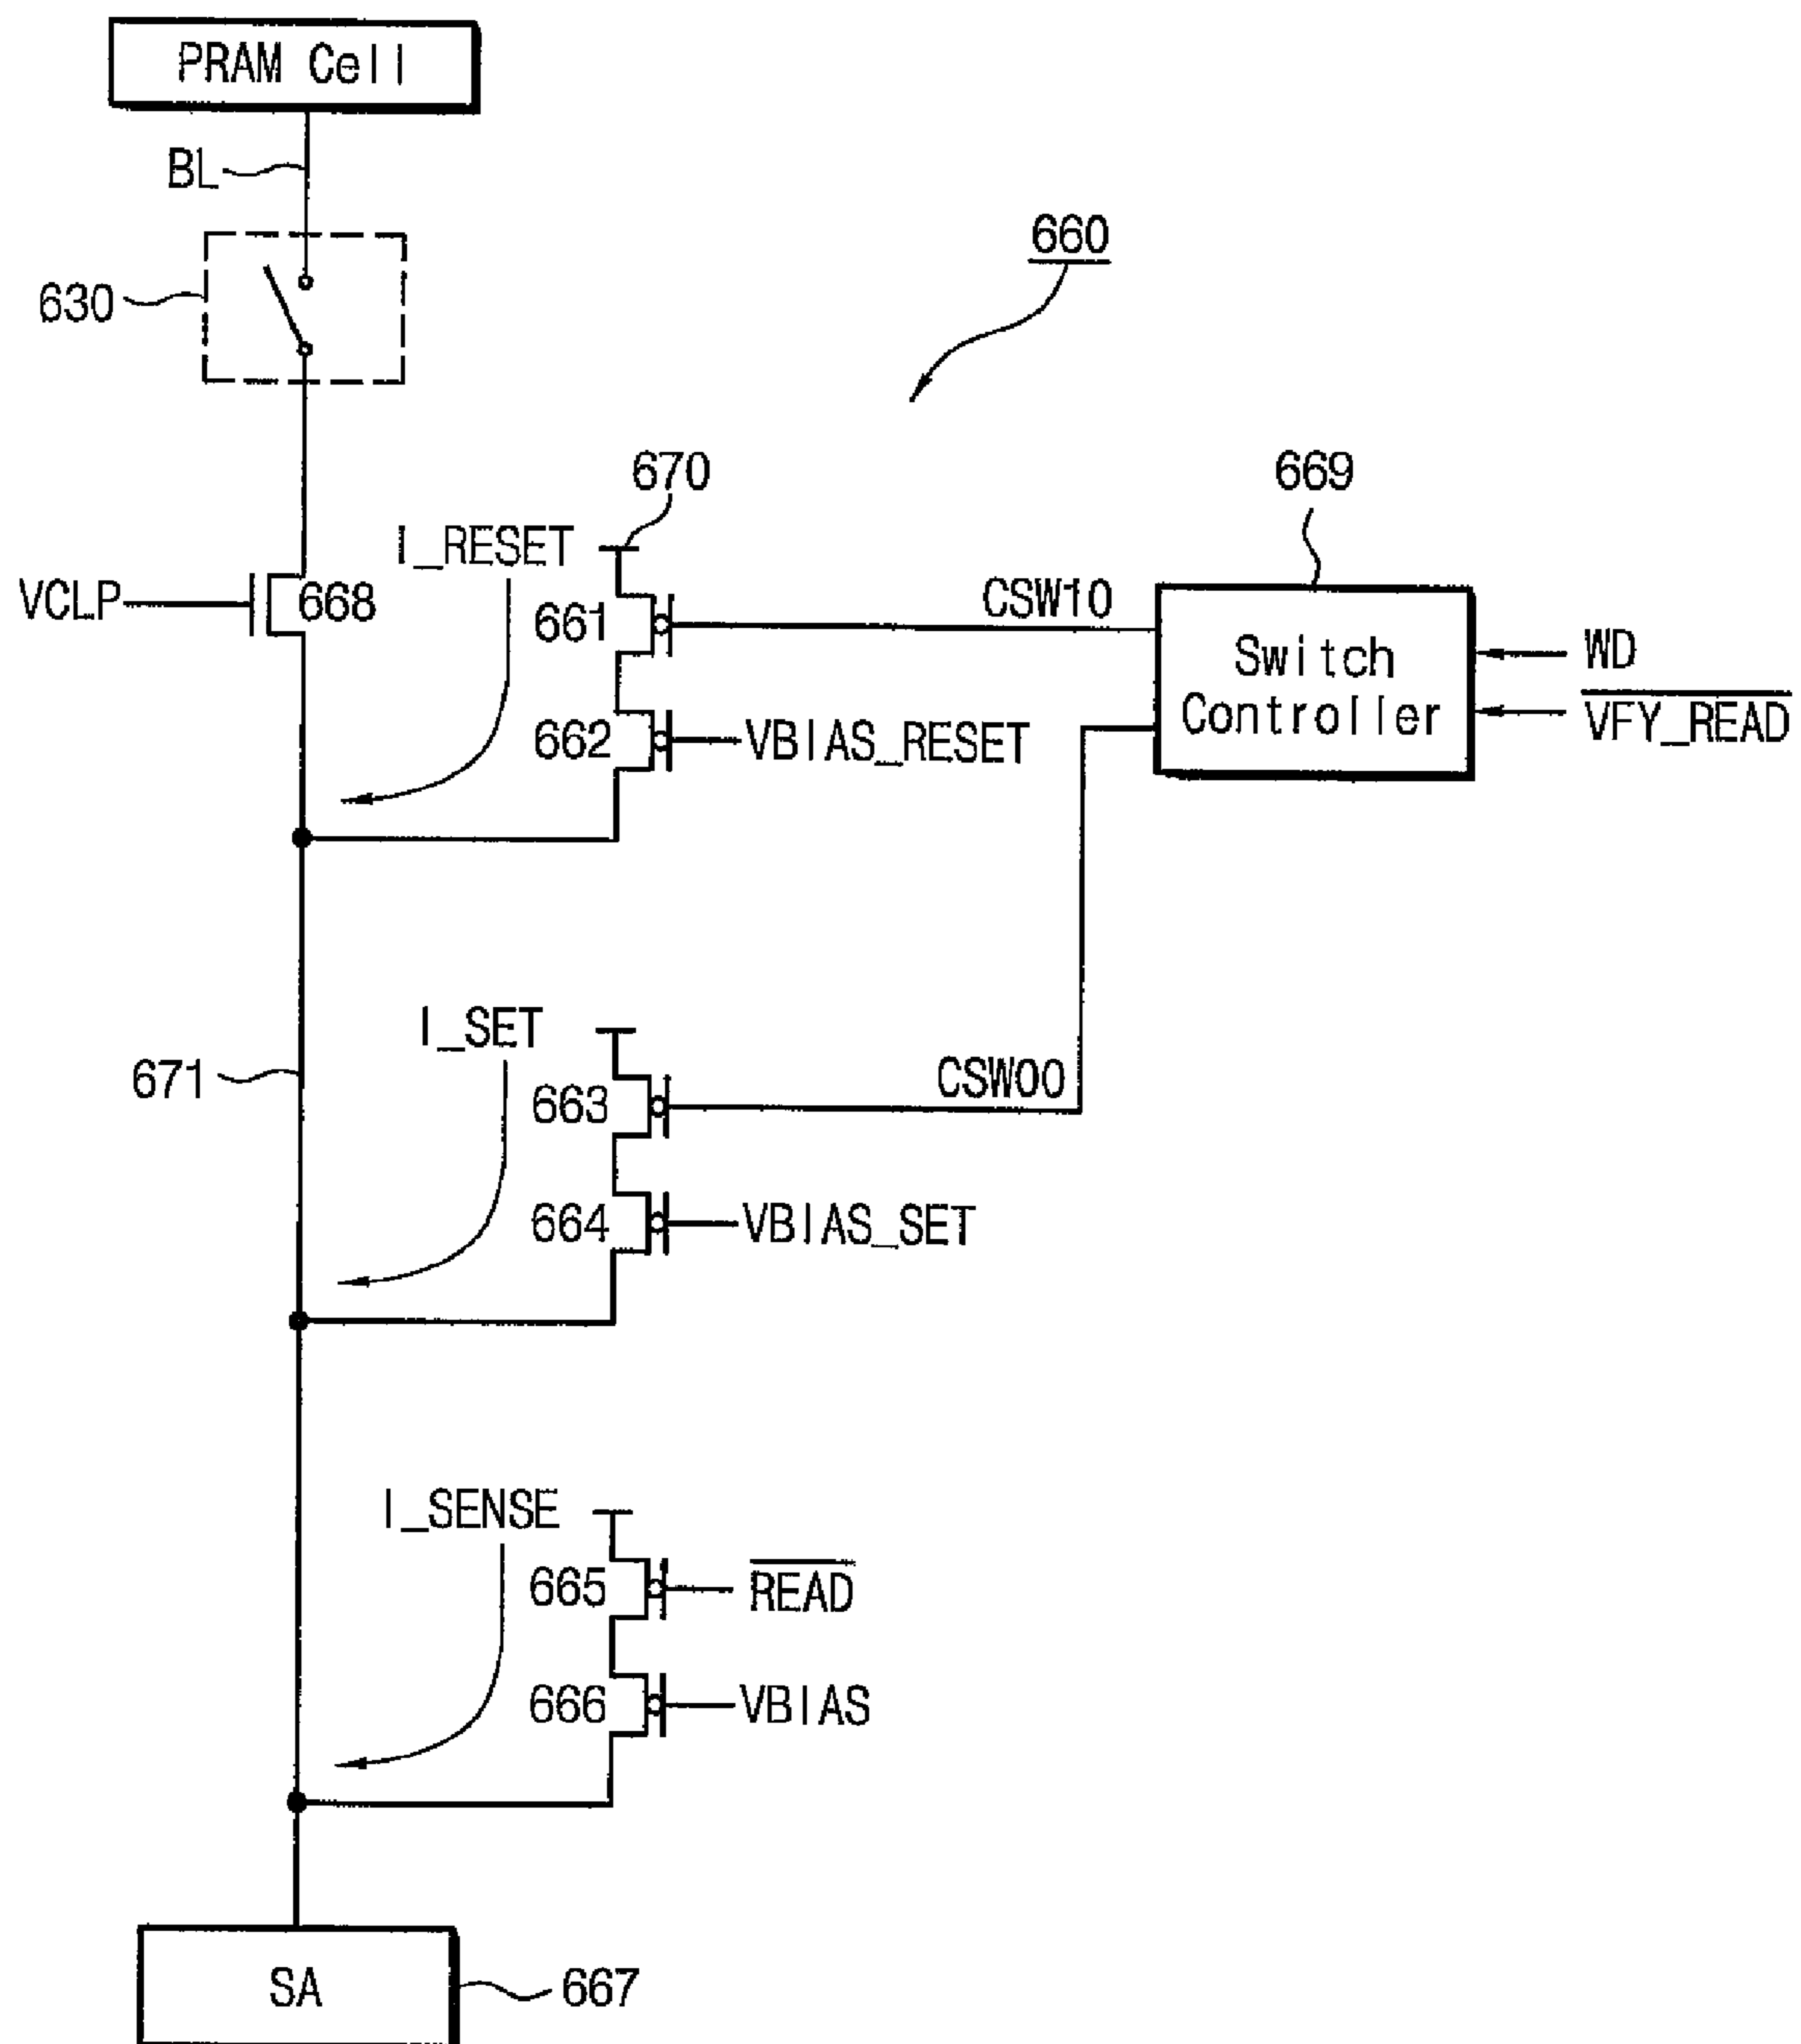 PRAM Cell
BL
630
660
670
669
I_RESET
VCLP
668
661
CSW10
Switch
Controller
WD
VFY_READ
662
VBIAS_RESET
I_SET
671
663
CSW00
664
VBIAS_SET
I_SENSE
665
READ
666
VBIAS
SA
667